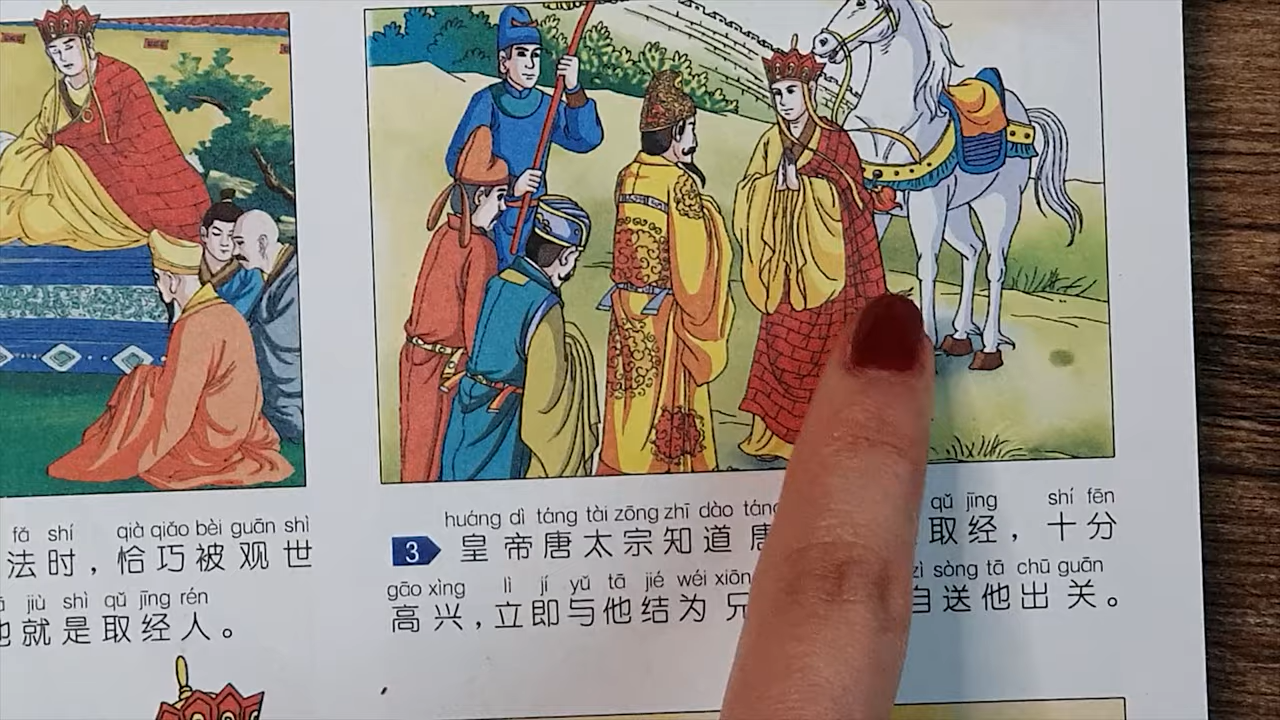 fǎ shí qià qiǎo bèi guān shì
法时，恰巧被观世
jiù shì qǔ jīng rén
就是取经人。
huáng dì táng tài zōng zhī dào qǔ jīng shí fēn
3 皇帝唐太宗知道 取经，十分
gāo xìng lì jí yǔ tā jié wéi sòng tā chū guān
高兴，立即与他结为 送他出关。